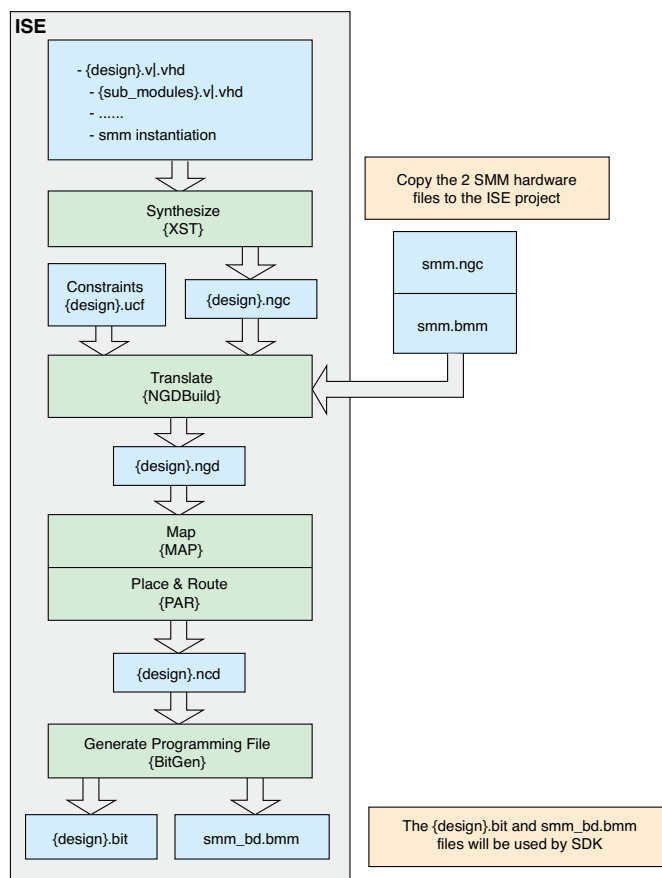 ISE
- {design}.v|.vhd
- {sub_modules}.v|.vhd
- ......
- smm instantiation
Copy the 2 SMM hardware
files to the ISE project
Synthesize
{XST}
smm.ngc
Constraints
{design}.ucf
{design}.ngc
smm.bmm
Translate
{NGDBuild}
{design}.ngd
Map
{MAP}
Place & Route
{PAR}
{design}.ncd
Generate Programming File
{BitGen}
{design}.bit
smm_bd.bmm
The {design}.bit and smm_bd.bmm
files will be used by SDK